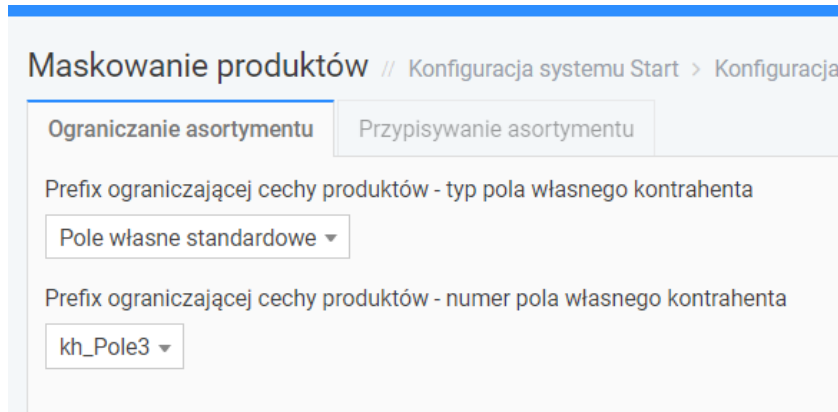 Maskowanie produktów // Konfiguracja systemu Start > Konfiguracja
Ograniczanie asortymentu Przypisywanie asortymentu
Prefix ograniczającej cechy produktów - typ pola własnego kontrahenta
Pole własne standardowe
Prefix ograniczającej cechy produktów - numer pola własnego kontrahenta
kh_Pole3